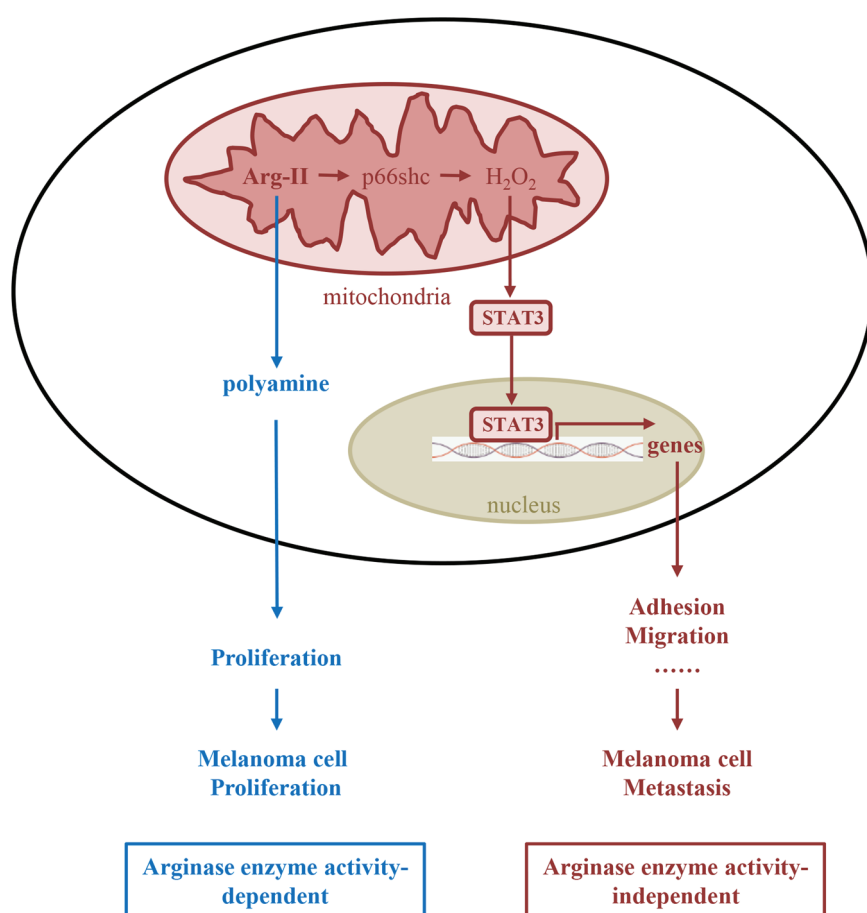 Arg-II → p66shc → H₂O₂
mitochondria
STAT3
polyamine
STAT3
genes
nucleus
Adhesion
Migration
......
Proliferation
Melanoma cell
Proliferation
Melanoma cell
Metastasis
Arginase enzyme activity-
dependent
Arginase enzyme activity-
independent